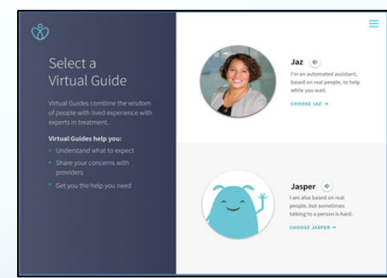 Select a
Virtual Guide
Virtual Guides combine the wisdom
of people with lived experience with
experts in treatment.
Virtual Guides help you:
Understand what to expect
Share your concerns with
providers
Get you the help you need
Jaz
I'm an automated assistant,
based on real people, to help
while you wait.
CHOOSE JAZ →
Jasper
I am also based on real
people, but sometimes
talking to a person is hard.
CHOOSE JASPER →